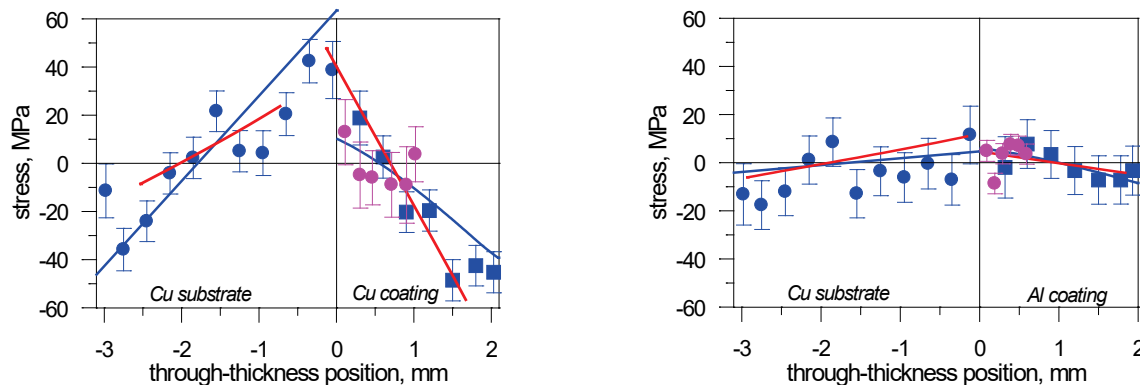 60
40
20
0
-20
-40
-60
stress, MPa
Cu substrate
Cu coating
-3 -2 -1 0 1 2
through-thickness position, mm
60
40
20
0
-20
-40
-60
stress, MPa
Cu substrate
Al coating
-3 -2 -1 0 1 2
through-thickness position, mm